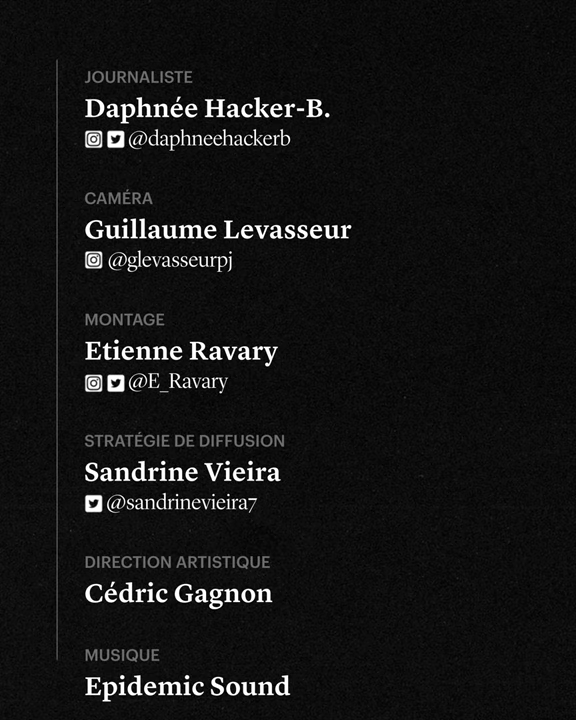 JOURNALISTE
Daphnée Hacker-B.
@daphneehackerb
CAMÉRA
Guillaume Levasseur
@glevasseurpj
MONTAGE
Etienne Ravary
@E_Ravary
STRATÉGIE DE DIFFUSION
Sandrine Vieira
@sandrinevieira7
DIRECTION ARTISTIQUE
Cédric Gagnon
MUSIQUE
Epidemic Sound